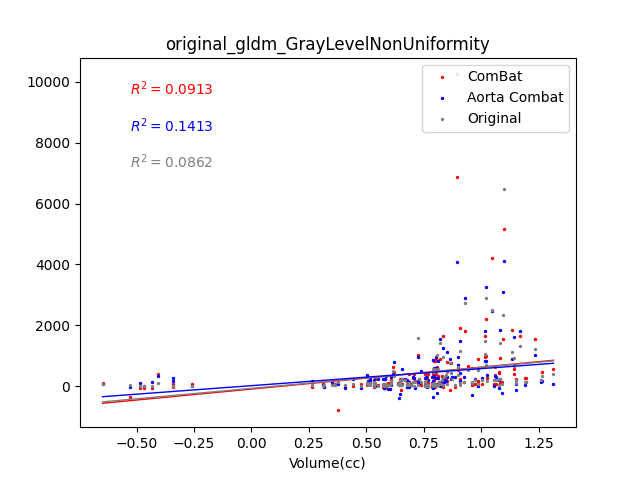 original_gldm_GrayLevelNonUniformity
R² = 0.0913
R² = 0.1413
R² = 0.0862
ComBat
Aorta Combat
Original
10000
8000
6000
4000
2000
0
−0.50 −0.25 0.00 0.25 0.50 0.75 1.00 1.25
Volume(cc)